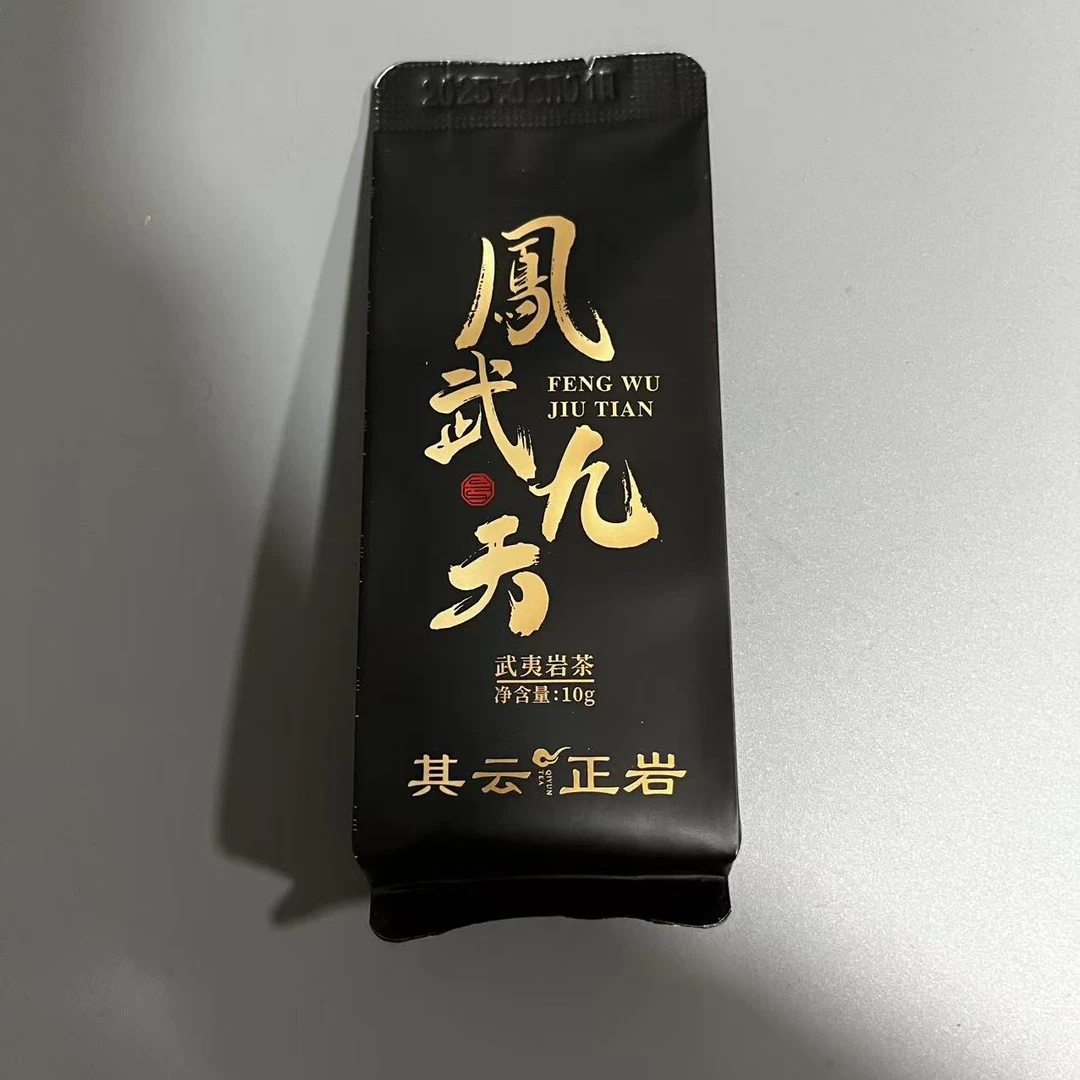 鳳武九天
FENG WU
JIU TIAN
武夷岩茶
净含量:10g
其云正岩
QIYUN
TEA